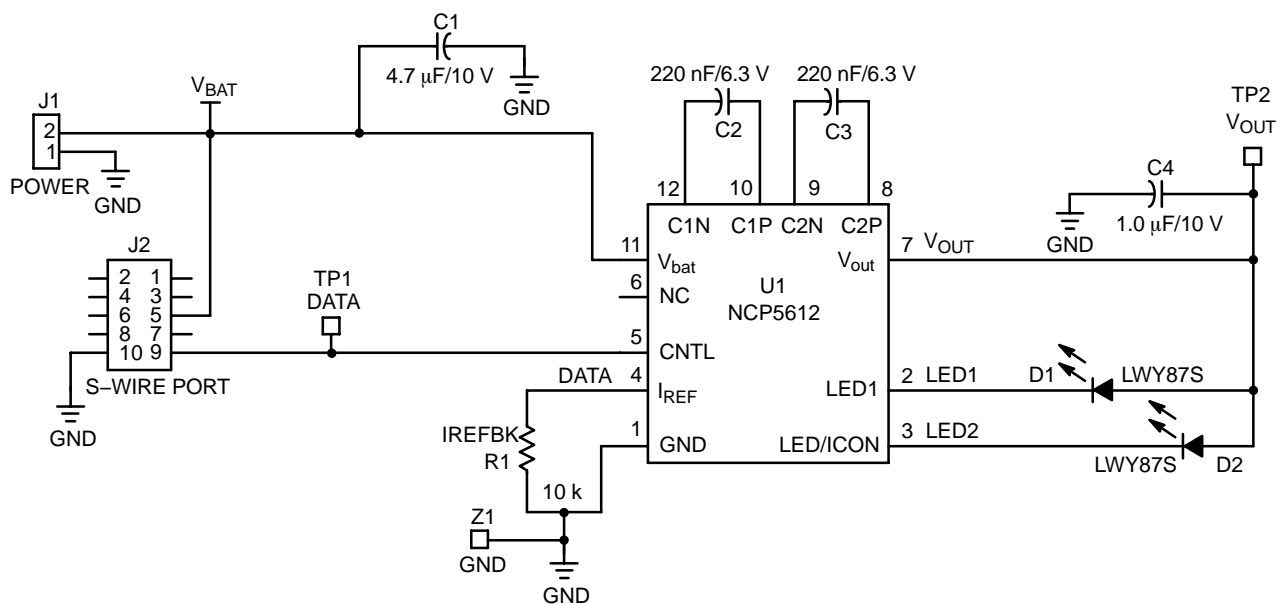 C1
4.7 μF/10 V
GND
220 nF/6.3 V
220 nF/6.3 V
C2
C3
V_BAT
J1
2
1
POWER
GND
TP2
V_OUT
C4
1.0 μF/10 V
GND
12
10
9
8
C1N
C1P
C2N
C2P
11
V_bat
7
V_OUT
V_out
6
NC
U1
NCP5612
J2
2
1
4
3
6
5
8
7
10
9
S–WIRE PORT
GND
TP1
DATA
5
CNTL
DATA
4
I_REF
LED1
2
LED1
D1
LWY87S
IREFBK
R1
10 k
1
GND
LED/ICON
3
LED2
LWY87S
D2
Z1
GND
GND